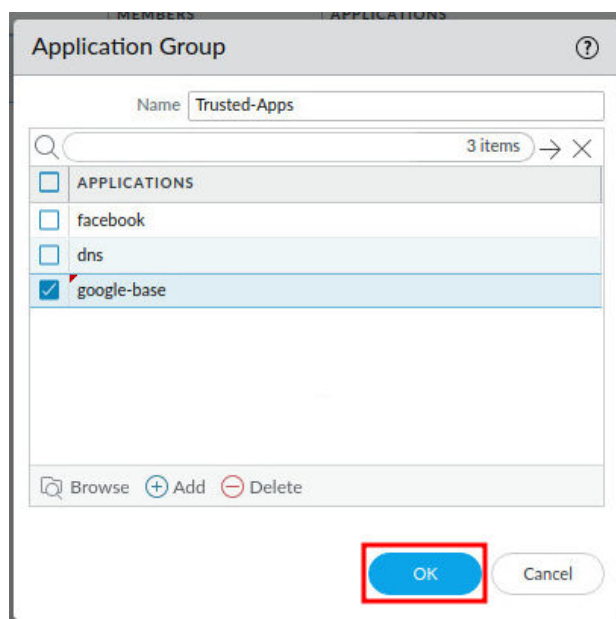 MEMBERS APPLICATIONS
Application Group
Name Trusted-Apps
3 items
APPLICATIONS
facebook
dns
google-base
Browse Add Delete
OK Cancel